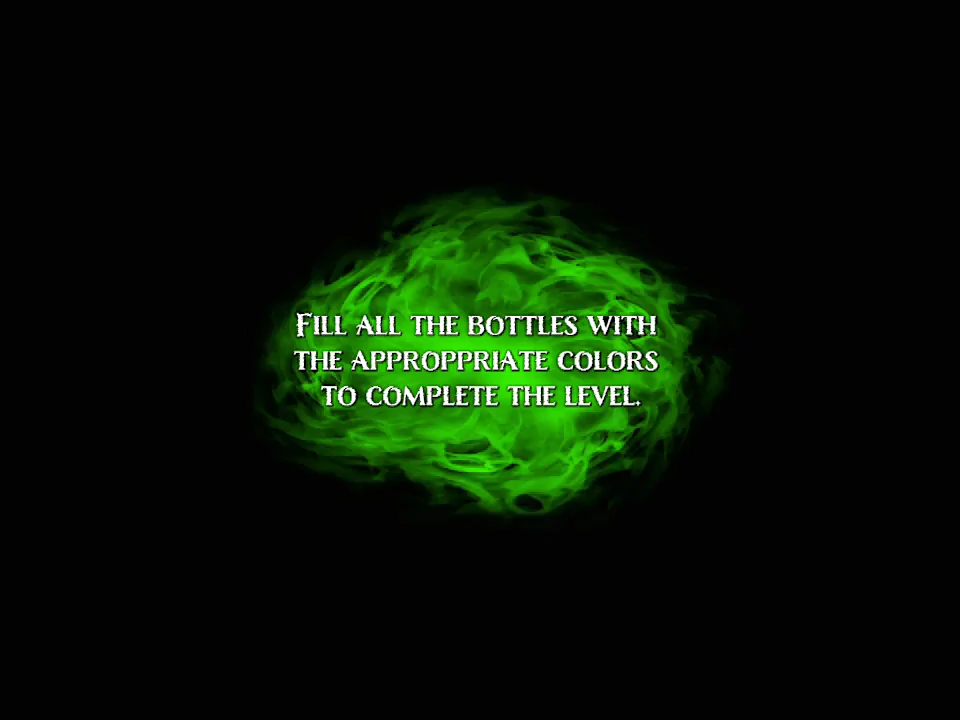 Fill all the bottles with
the approppriate colors
to complete the level.